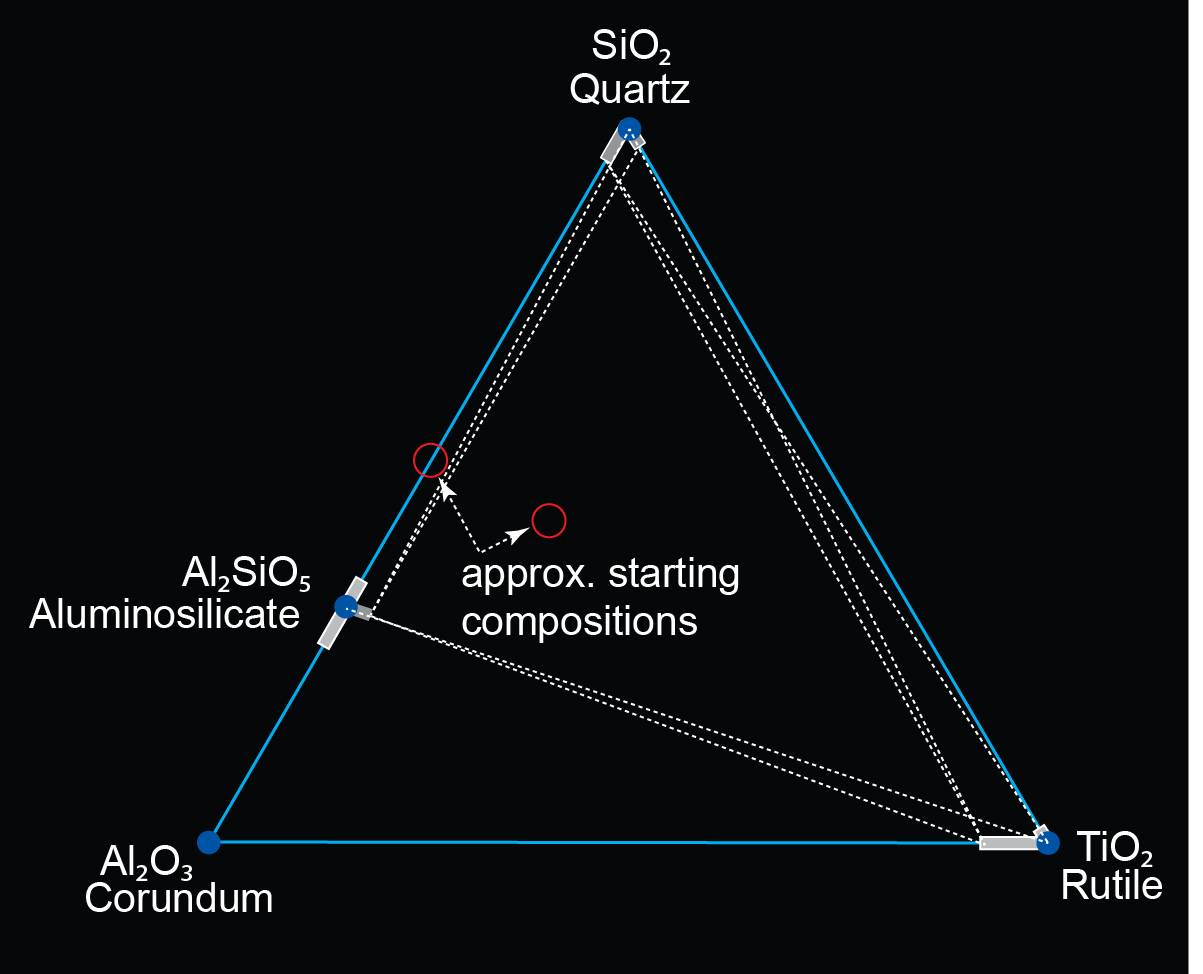 SiO₂
Quartz
Al₂SiO₅
Aluminosilicate
approx. starting
compositions
Al₂O₃
Corundum
TiO₂
Rutile